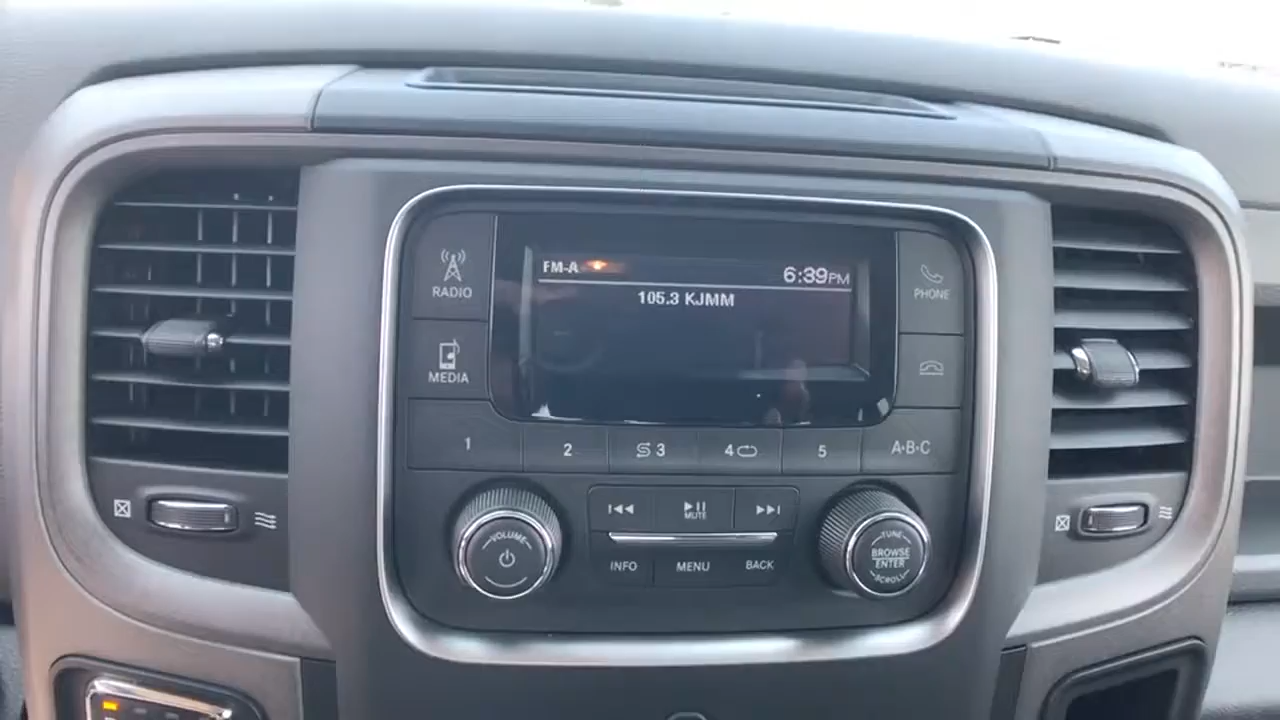 FM-A
6:39PM
105.3 KJMM
RADIO
MEDIA
PHONE
1
2
3
4
5
A·B·C
VOLUME
MUTE
INFO
MENU
BACK
TUNE
BROWSE
ENTER
SCROLL